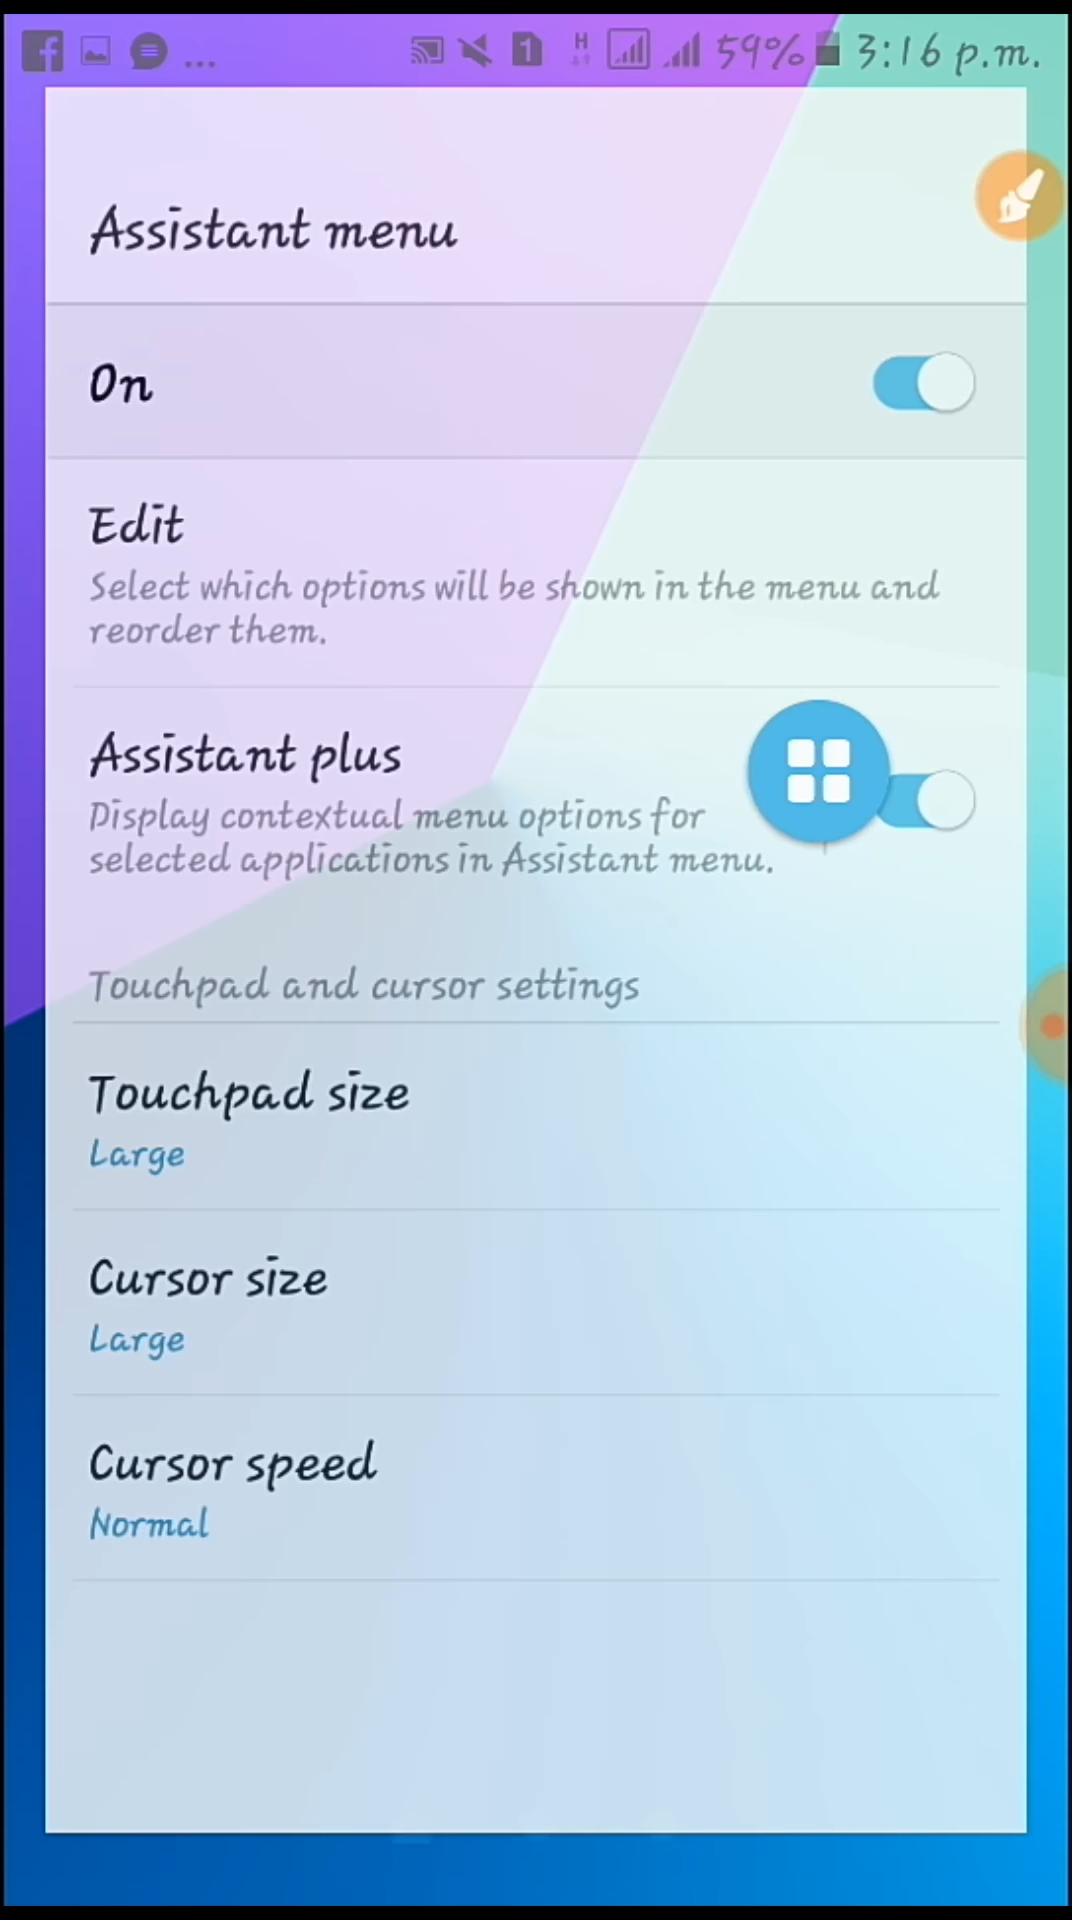 1 H 59% 3:16 p.m.
Assistant menu
On
Edit
Select which options will be shown in the menu and
reorder them.
Assistant plus
Display contextual menu options for
selected applications in Assistant menu.
Touchpad and cursor settings
Touchpad size
Large
Cursor size
Large
Cursor speed
Normal